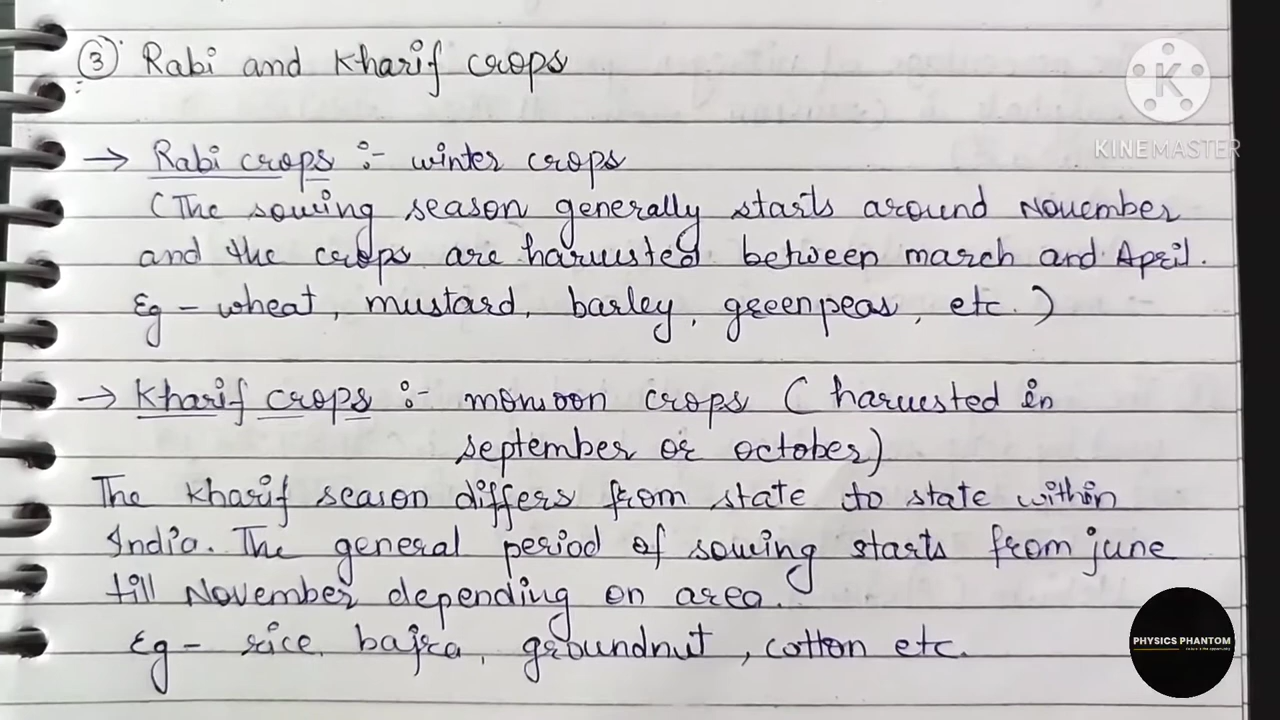 ③ Rabi and Kharif crops
K
KINEMASTER
→ Rabi crops :- winter crops
(The sowing season generally starts around November
and the crops are harvested between march and April.
Eg - wheat, mustard, barley, greenpeas, etc.)
→ Kharif crops :- monsoon crops (harvested in
september or october)
The Kharif season differs from state to state within
India. The general period of sowing starts from june
till November depending on area.
Eg - rice, bajra, groundnut, cotton etc.
PHYSICS PHANTOM